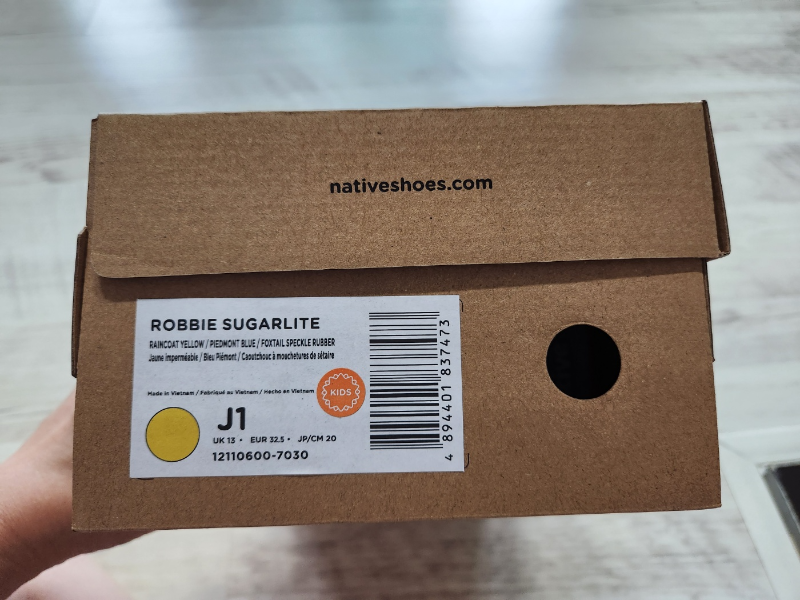 nativeshoes.com
ROBBIE SUGARLITE
RAINCOAT YELLOW / PIEDMONT BLUE / FOXTAIL SPECKLE RUBBER
Jaune imperméable / Bleu Piémont / Caoutchouc à mouchetures de sétaire
Made in Vietnam / Fabriqué au Vietnam / Hecho en Vietnam
KIDS
J1
UK 13 • EUR 32.5 • JP/CM 20
12110600-7030
4 894401 837473